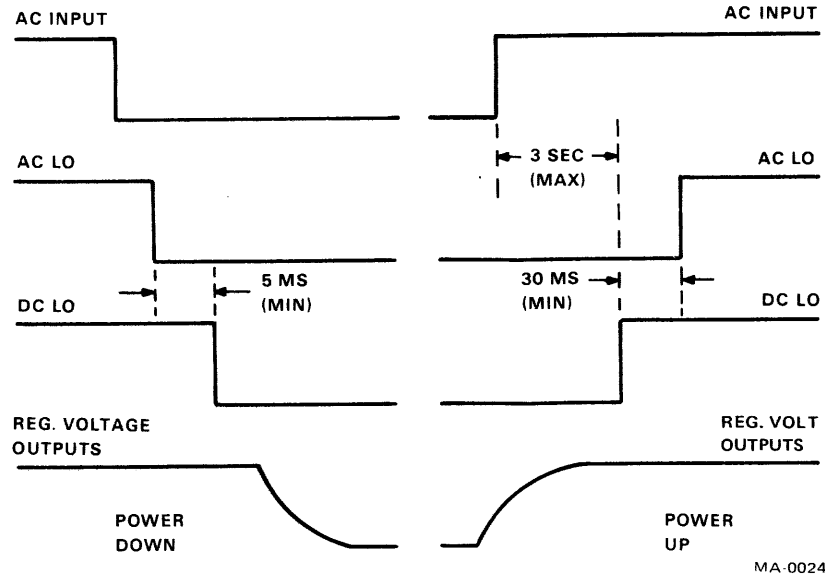 AC INPUT
AC INPUT
3 SEC
(MAX)
AC LO
AC LO
5 MS
(MIN)
30 MS
(MIN)
DC LO
DC LO
REG. VOLTAGE
OUTPUTS
REG. VOLT
OUTPUTS
POWER
DOWN
POWER
UP
MA-0024